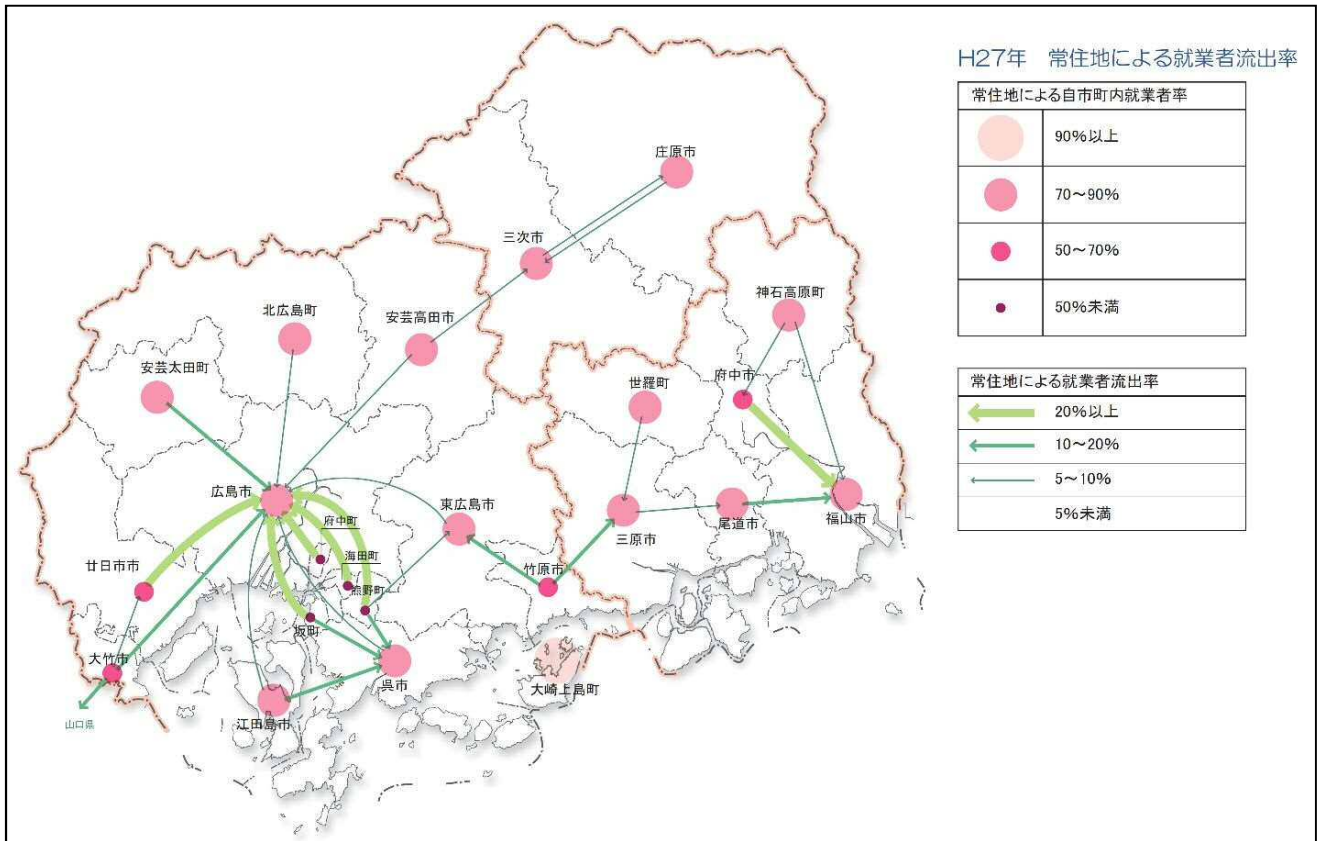 H27年 常住地による就業者流出率
常住地による自市町内就業者率
90%以上
70～90%
50～70%
50%未満
常住地による就業者流出率
20%以上
10～20%
5～10%
5%未満
庄原市
三次市
神石高原町
北広島町
安芸高田市
安芸太田町
世羅町
府中市
広島市
東広島市
府中町
三原市
尾道市
福山市
海田町
廿日市市
竹原市
熊野町
坂町
大竹市
呉市
大崎上島町
江田島市
山口県